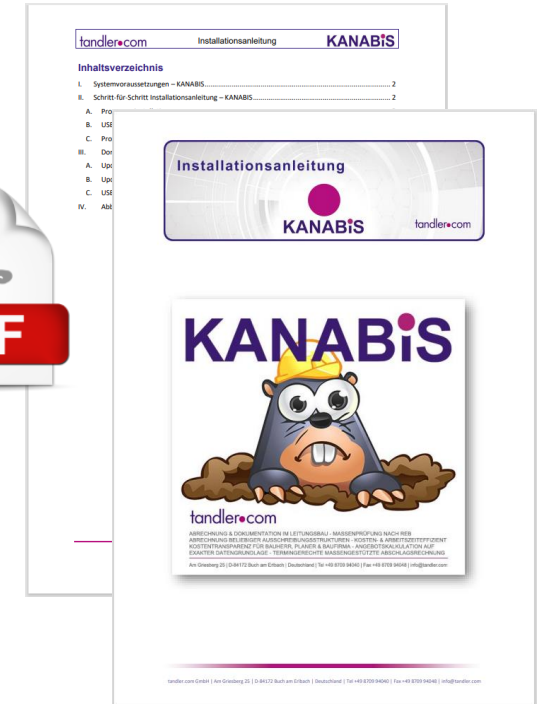 tandler.com Installationsanleitung KANABiS
Inhaltsverzeichnis
I. Systemvoraussetzungen – KANABIS 2
II. Schritt-für-Schritt Installationsanleitung – KANABIS 2
A.
B. USB
C.
III.
A.
B.
C. USB
IV.
F
Installationsanleitung
KANABiS
tandler.com
KANABiS
tandler.com
ABRECHNUNG & DOKUMENTATION IM LEITUNGSBAU - MASSENPRÜFUNG NACH REB
ABRECHNUNG BELIEBIGER AUSSCHREIBUNGSSTRUKTUREN - KOSTEN- & ARBEITSZEITEFFIZIENT
KOSTENTRANSPARENZ FÜR BAUHERR, PLANER & BAUFIRMA - ANGEBOTSKALKULATION AUF
EXAKTER DATENGRUNDLAGE - TERMINGERECHTE MASSENGESTÜTZTE ABSCHLAGSRECHNUNG
Am Griesberg 25 | D-84172 Buch am Erlbach | Deutschland | Tel +49 8709 94040 | Fax +49 8709 94048 | info@tandler.com
tandler.com GmbH | Am Griesberg 25 | D-84172 Buch am Erlbach | Deutschland | Tel +49 8709 94040 | Fax +49 8709 94048 | info@tandler.com